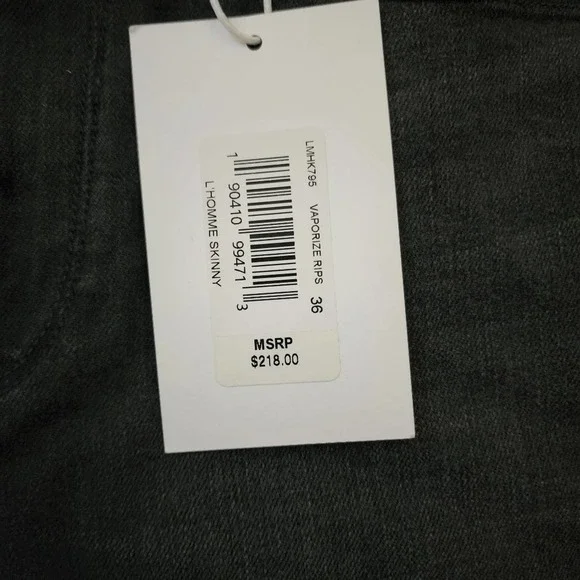 LMHK795 VAPORIZE RIPS 36
1 90410 99471 3
L'HOMME SKINNY
MSRP
$218.00